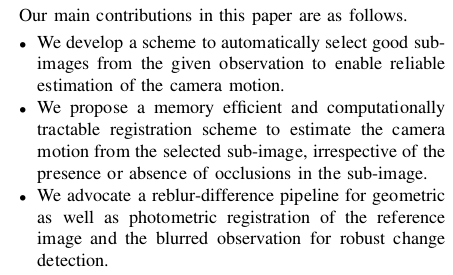 Our main contributions in this paper are as follows.
• We develop a scheme to automatically select good sub-
images from the given observation to enable reliable
estimation of the camera motion.
• We propose a memory efficient and computationally
tractable registration scheme to estimate the camera
motion from the selected sub-image, irrespective of the
presence or absence of occlusions in the sub-image.
• We advocate a reblur-difference pipeline for geometric
as well as photometric registration of the reference
image and the blurred observation for robust change
detection.